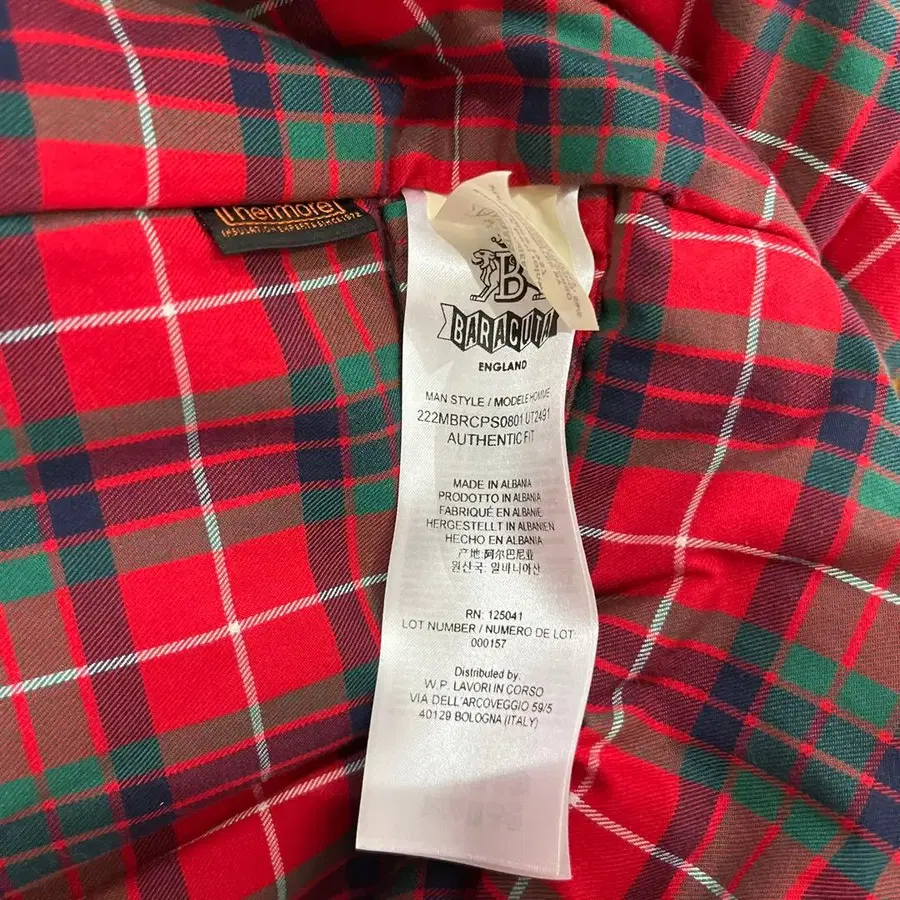 Thermore
INSULATION EXPERTS SINCE 1972
B
BARACUTA
ENGLAND
MAN STYLE / MODELE HOMME
222MBRCPS0801 UT2491
AUTHENTIC FIT
MADE IN ALBANIA
PRODOTTO IN ALBANIA
FABRIQUÉ EN ALBANIE
HERGESTELLT IN ALBANIEN
HECHO EN ALBANIA
产地:阿尔巴尼亚
원산국: 알바니아산
RN: 125041
LOT NUMBER / NUMERO DE LOT:
000157
Distributed by:
W.P. LAVORI IN CORSO
VIA DELL'ARCOVEGGIO 59/5
40129 BOLOGNA (ITALY)